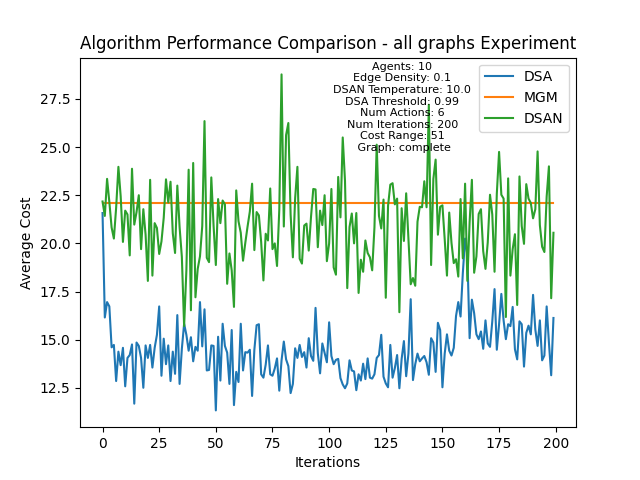 Algorithm Performance Comparison - all graphs Experiment
Agents: 10
Edge Density: 0.1
DSAN Temperature: 10.0
DSA Threshold: 0.99
Num Actions: 6
Num Iterations: 200
Cost Range: 51
Graph: complete
DSA
MGM
DSAN
Average Cost
27.5
25.0
22.5
20.0
17.5
15.0
12.5
0 25 50 75 100 125 150 175 200
Iterations